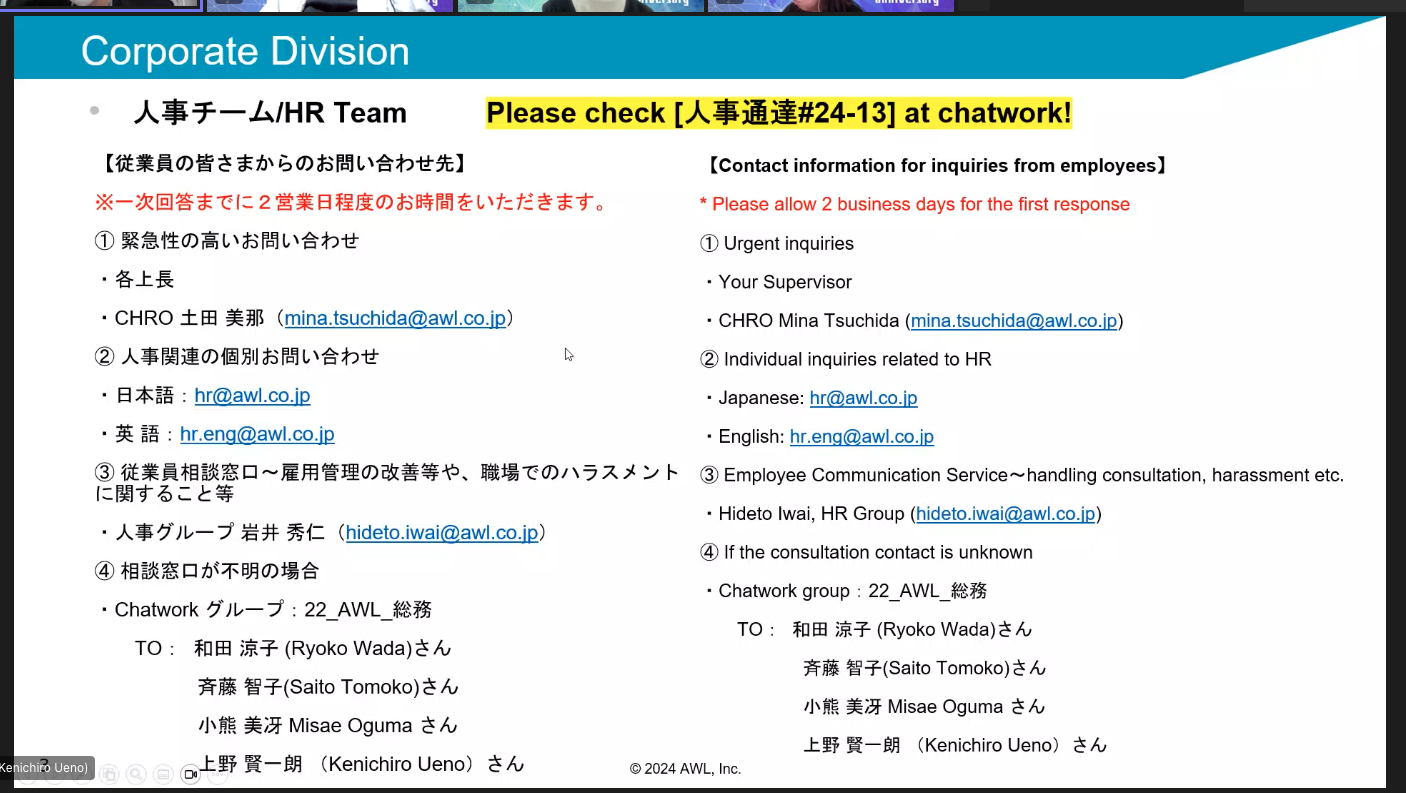 Corporate Division
• 人事チーム/HR Team
Please check [人事通達#24-13] at chatwork!
【従業員の皆さまからのお問い合わせ先】
※一次回答までに２営業日程度のお時間をいただきます。
① 緊急性の高いお問い合わせ
・各上長
・CHRO 土田 美那（mina.tsuchida@awl.co.jp）
② 人事関連の個別お問い合わせ
・日本語：hr@awl.co.jp
・英 語：hr.eng@awl.co.jp
③ 従業員相談窓口～雇用管理の改善等や、職場でのハラスメント
に関すること等
・人事グループ 岩井 秀仁（hideto.iwai@awl.co.jp）
④ 相談窓口が不明の場合
・Chatwork グループ：22_AWL_総務
TO： 和田 涼子 (Ryoko Wada)さん
斉藤 智子(Saito Tomoko)さん
小熊 美冴 Misae Oguma さん
上野 賢一朗 （Kenichiro Ueno）さん
【Contact information for inquiries from employees】
* Please allow 2 business days for the first response
① Urgent inquiries
・Your Supervisor
・CHRO Mina Tsuchida (mina.tsuchida@awl.co.jp)
② Individual inquiries related to HR
・Japanese: hr@awl.co.jp
・English: hr.eng@awl.co.jp
③ Employee Communication Service～handling consultation, harassment etc.
・Hideto Iwai, HR Group (hideto.iwai@awl.co.jp)
④ If the consultation contact is unknown
・Chatwork group：22_AWL_総務
TO： 和田 涼子 (Ryoko Wada)さん
斉藤 智子(Saito Tomoko)さん
小熊 美冴 Misae Oguma さん
上野 賢一朗 （Kenichiro Ueno）さん
Kenichiro Ueno)
© 2024 AWL, Inc.